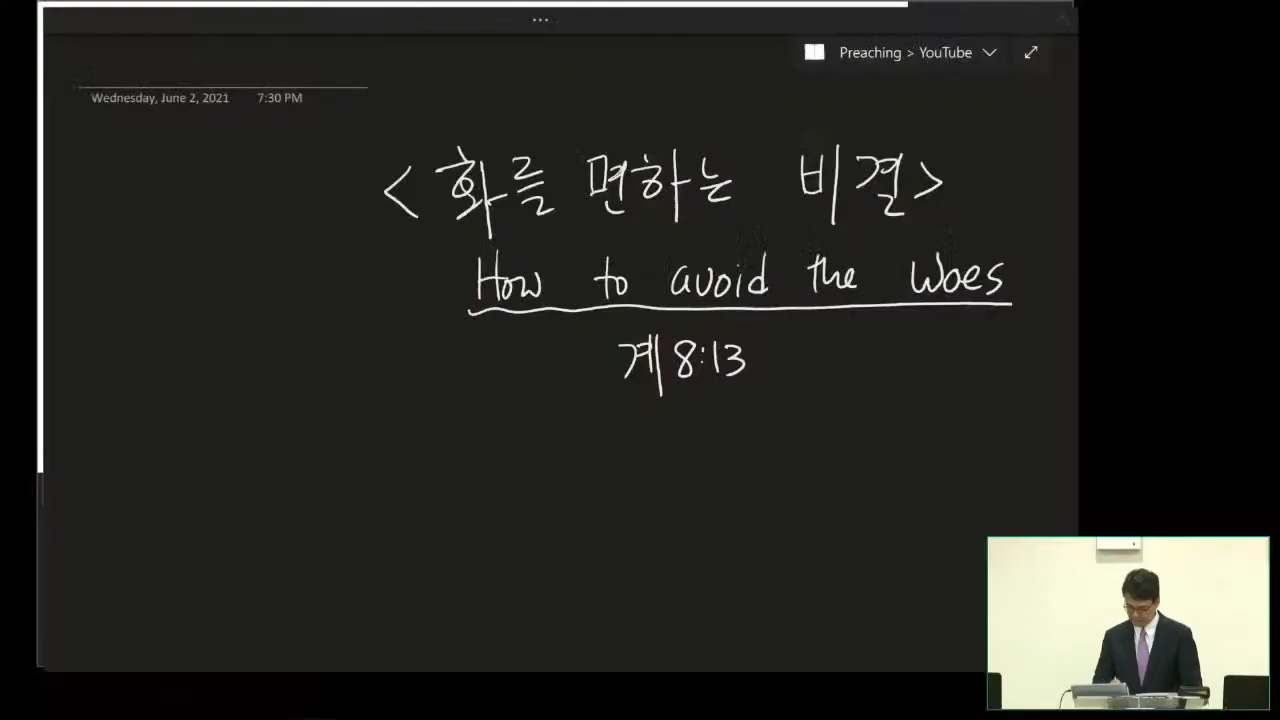 Preaching > YouTube
Wednesday, June 2, 2021 7:30 PM
<화를 면하는 비결>
How to avoid the Woes
계 8:13